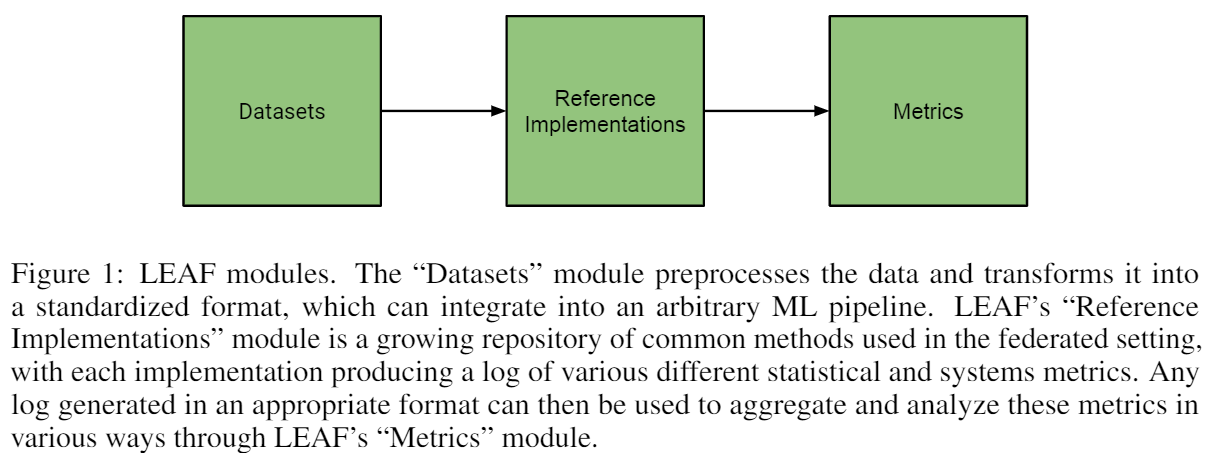 Datasets
Reference
Implementations
Metrics
Figure 1: LEAF modules. The “Datasets” module preprocesses the data and transforms it into
a standardized format, which can integrate into an arbitrary ML pipeline. LEAF’s “Reference
Implementations” module is a growing repository of common methods used in the federated setting,
with each implementation producing a log of various different statistical and systems metrics. Any
log generated in an appropriate format can then be used to aggregate and analyze these metrics in
various ways through LEAF’s “Metrics” module.